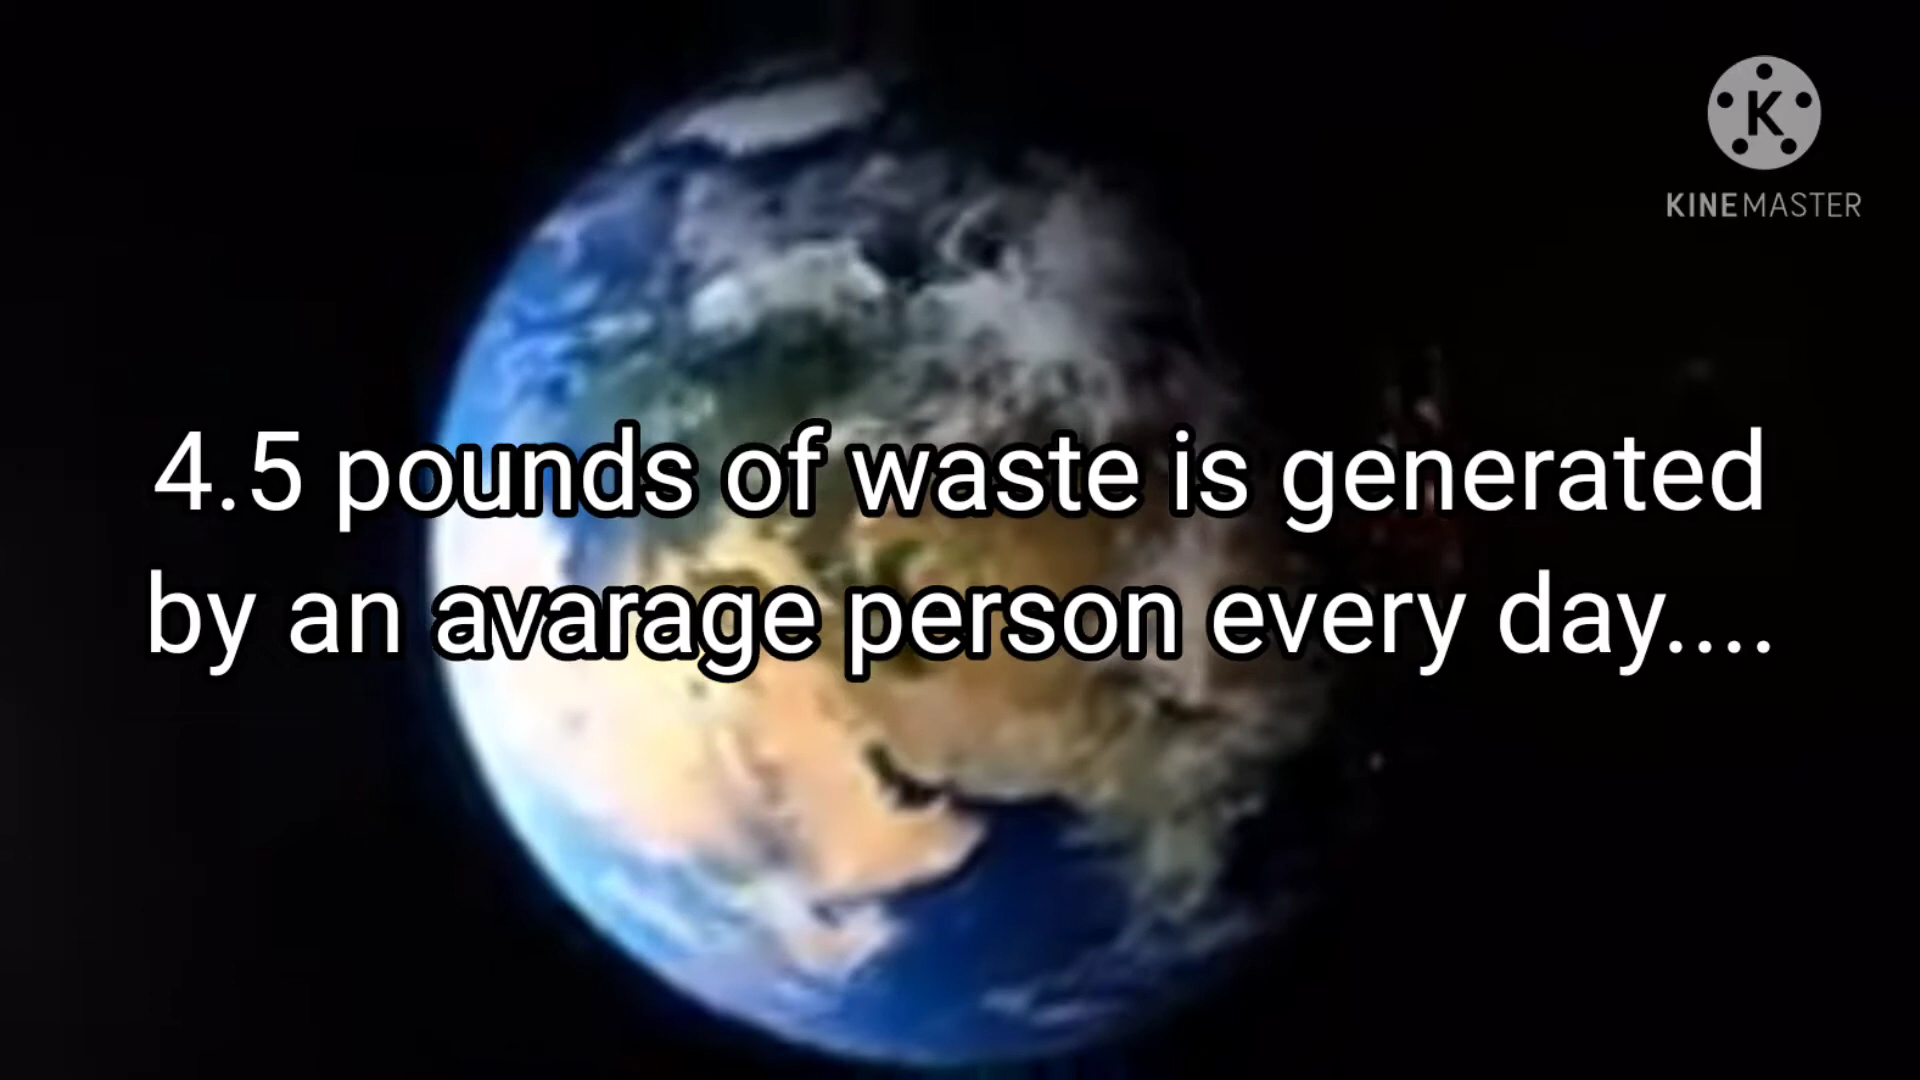 K
KINEMASTER
4.5 pounds of waste is generated
by an avarage person every day....